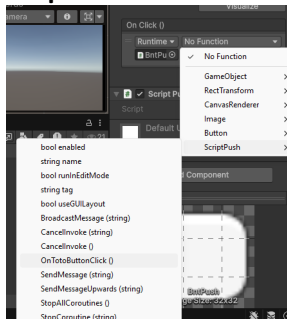 Visualize
amera
On Click ()
Runtime
No Function
BntPu
No Function
Script Pu
Script
GameObject
RectTransform
Default
CanvasRenderer
Image
Button
ScriptPush
21
bool enabled
string name
bool runInEditMode
d Component
string tag
bool useGUILayout
BroadcastMessage (string)
CancelInvoke (string)
CancelInvoke ()
OnTotoButtonClick ()
SendMessage (string)
BntPush
SendMessageUpwards (string)
ge Size: 32x32
StopAllCoroutines ()
StopCoroutine (string)